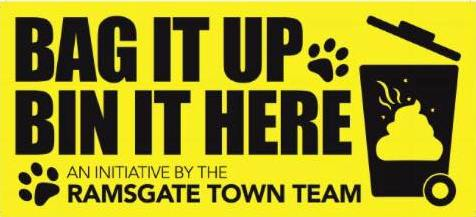 BAG IT UP
BIN IT HERE
AN INITIATIVE BY THE
RAMSGATE TOWN TEAM